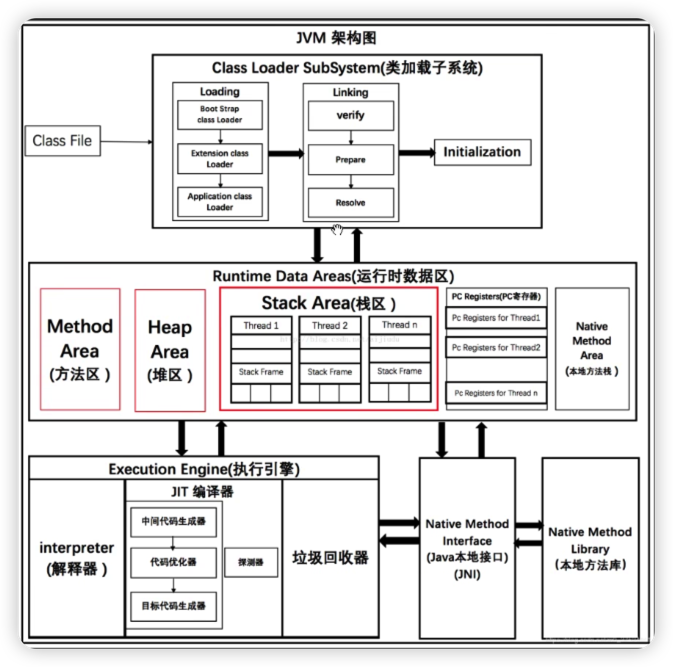 JVM 架构图
Class Loader SubSystem(类加载子系统)
Loading
Boot Strap
class Loader
Extension class
Loader
Application class
Loader
Linking
verify
Prepare
Resolve
Initialization
Class File
Runtime Data Areas(运行时数据区)
Method
Area
(方法区)
Heap
Area
(堆区)
Stack Area(栈区)
Thread 1
Stack Frame
Thread 2
Stack Frame
Thread n
Stack Frame
PC Registers(PC寄存器)
Pc Registers for Thread1
Pc Registers for Thread2
Pc Registers for Thread n
Native
Method
Area
(本地方法栈)
Execution Engine(执行引擎)
interpreter
(解释器)
JIT 编译器
中间代码生成器
代码优化器
目标代码生成器
探测器
垃圾回收器
Native Method
Interface
(Java本地接口)
(JNI)
Native Method
Library
(本地方法库)